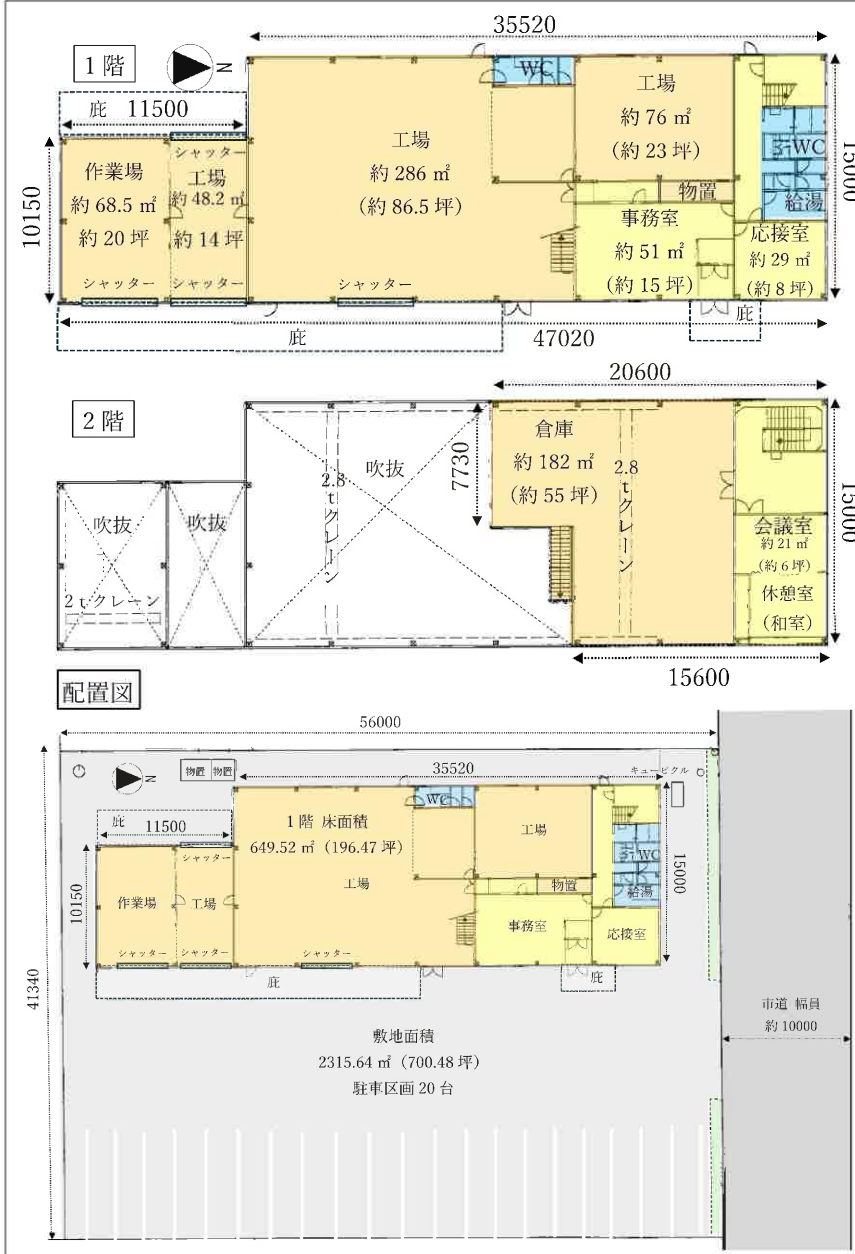 35520
1階
N
庇 11500
WC
工場
約 76 ㎡
(約 23 坪)
15000
シャッター
工場
約 286 ㎡
(約 86.5 坪)
作業場
約 68.5 ㎡
約 20 坪
工場
約 48.2 ㎡
約 14 坪
10150
WC
給湯
物置
事務室
約 51 ㎡
(約 15 坪)
応接室
約 29 ㎡
(約 8 坪)
シャッター
シャッター
シャッター
庇
庇
47020
20600
2階
倉庫
約 182 ㎡
(約 55 坪)
7730
吹抜
2.8tクレーン
2.8tクレーン
15000
吹抜
吹抜
2tクレーン
会議室
約 21 ㎡
(約 6 坪)
休憩室
(和室)
15600
配置図
56000
N
物置
物置
35520
キュービクル
庇
11500
WC
1階 床面積
649.52 ㎡ (196.47 坪)
工場
シャッター
工場
15000
10150
作業場
工場
WC
給湯
物置
事務室
応接室
シャッター
シャッター
シャッター
庇
庇
41340
市道 幅員
約 10000
敷地面積
2315.64 ㎡ (700.48 坪)
駐車区画 20 台